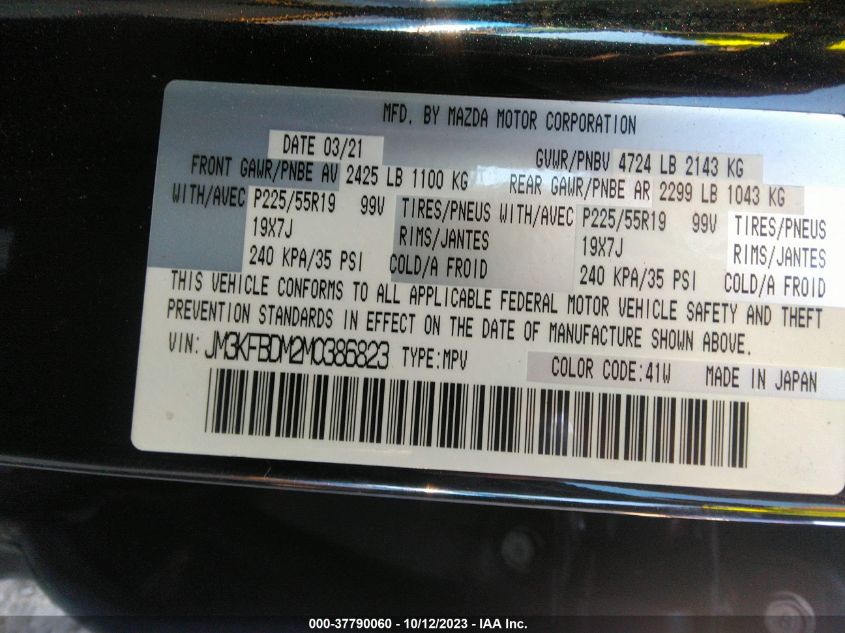 MFD. BY MAZDA MOTOR CORPORATION
DATE 03/21 GVWR/PNBV 4724 LB 2143 KG
FRONT GAWR/PNBE AV 2425 LB 1100 KG REAR GAWR/PNBE AR 2299 LB 1043 KG
WITH/AVEC P225/55R19 99V TIRES/PNEUS WITH/AVEC P225/55R19 99V TIRES/PNEUS
19X7J RIMS/JANTES 19X7J RIMS/JANTES
240 KPA/35 PSI COLD/A FROID 240 KPA/35 PSI COLD/A FROID
THIS VEHICLE CONFORMS TO ALL APPLICABLE FEDERAL MOTOR VEHICLE SAFETY AND THEFT
PREVENTION STANDARDS IN EFFECT ON THE DATE OF MANUFACTURE SHOWN ABOVE.
VIN: JM3KFBDM2M0386823 TYPE:MPV COLOR CODE:41W MADE IN JAPAN
000-37790060 - 10/12/2023 - IAA Inc.